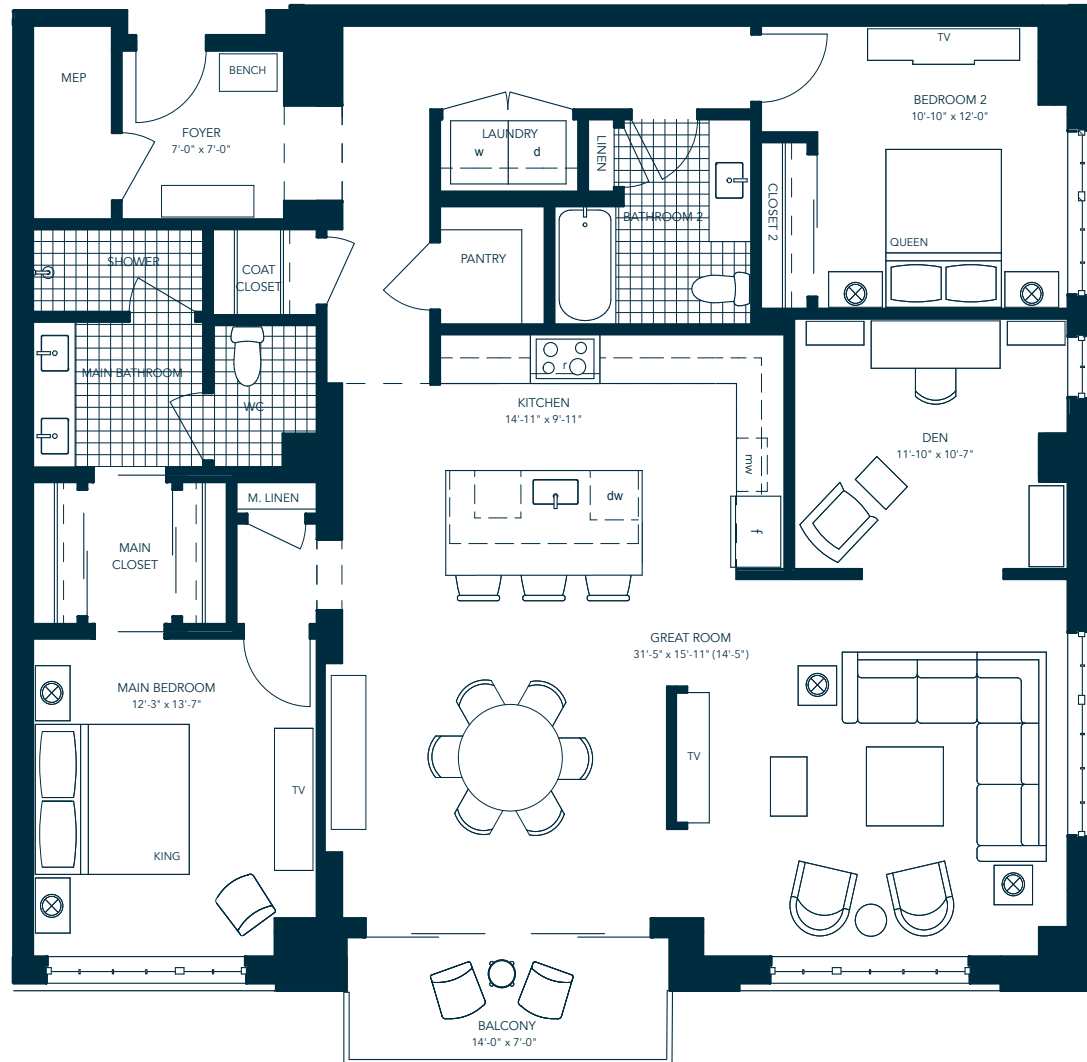 TV
MEP
BENCH
BEDROOM 2
10'-10" x 12'-0"
FOYER
7'-0" x 7'-0"
LAUNDRY
w
d
LINEN
CLOSET 2
BATHROOM 2
QUEEN
SHOWER
COAT
CLOSET
PANTRY
MAIN BATHROOM
WC
r
KITCHEN
14'-11" x 9'-11"
DEN
11'-10" x 10'-7"
mw
M. LINEN
dw
f
MAIN
CLOSET
GREAT ROOM
31'-5" x 15'-11" (14'-5")
MAIN BEDROOM
12'-3" x 13'-7"
TV
TV
KING
BALCONY
14'-0" x 7'-0"